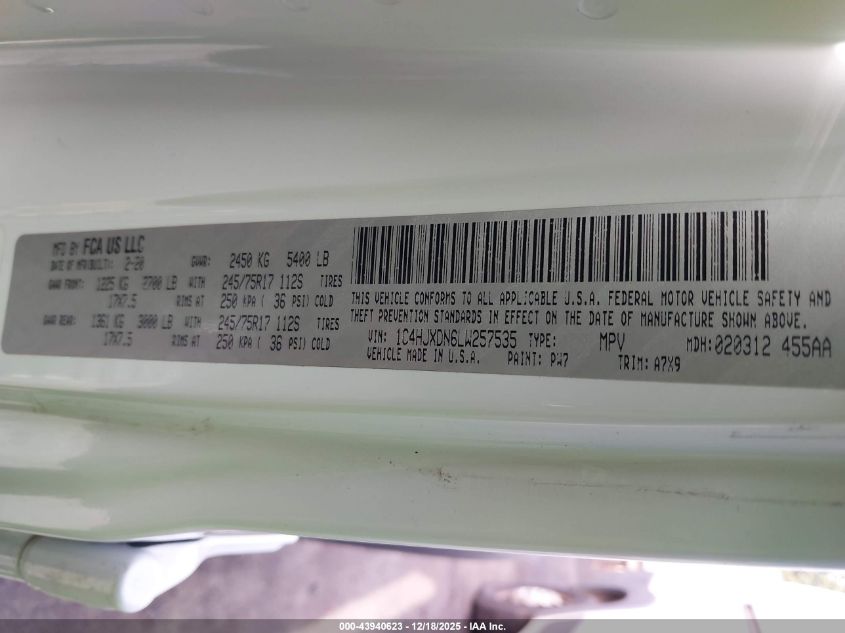 MFD BY FCA US LLC
DATE OF MFR(BUILT): 2-20 GVWR: 2450 KG 5400 LB
GAWR FRONT: 1225 KG 2700 LB WITH 245/75R17 112S TIRES
17X7.5 RIMS AT 250 KPA ( 36 PSI) COLD
GAWR REAR: 1361 KG 3000 LB WITH 245/75R17 112S TIRES
17X7.5 RIMS AT 250 KPA ( 36 PSI) COLD
THIS VEHICLE CONFORMS TO ALL APPLICABLE U.S.A. FEDERAL MOTOR VEHICLE SAFETY AND
THEFT PREVENTION STANDARDS IN EFFECT ON THE DATE OF MANUFACTURE SHOWN ABOVE.
VIN: 1C4HJXDN6LW257535 TYPE: MPV MDH: 020312 455AA
VEHICLE MADE IN U.S.A. PAINT: PW7 TRIM: A7X9
000-43940623 - 12/18/2025 - IAA Inc.